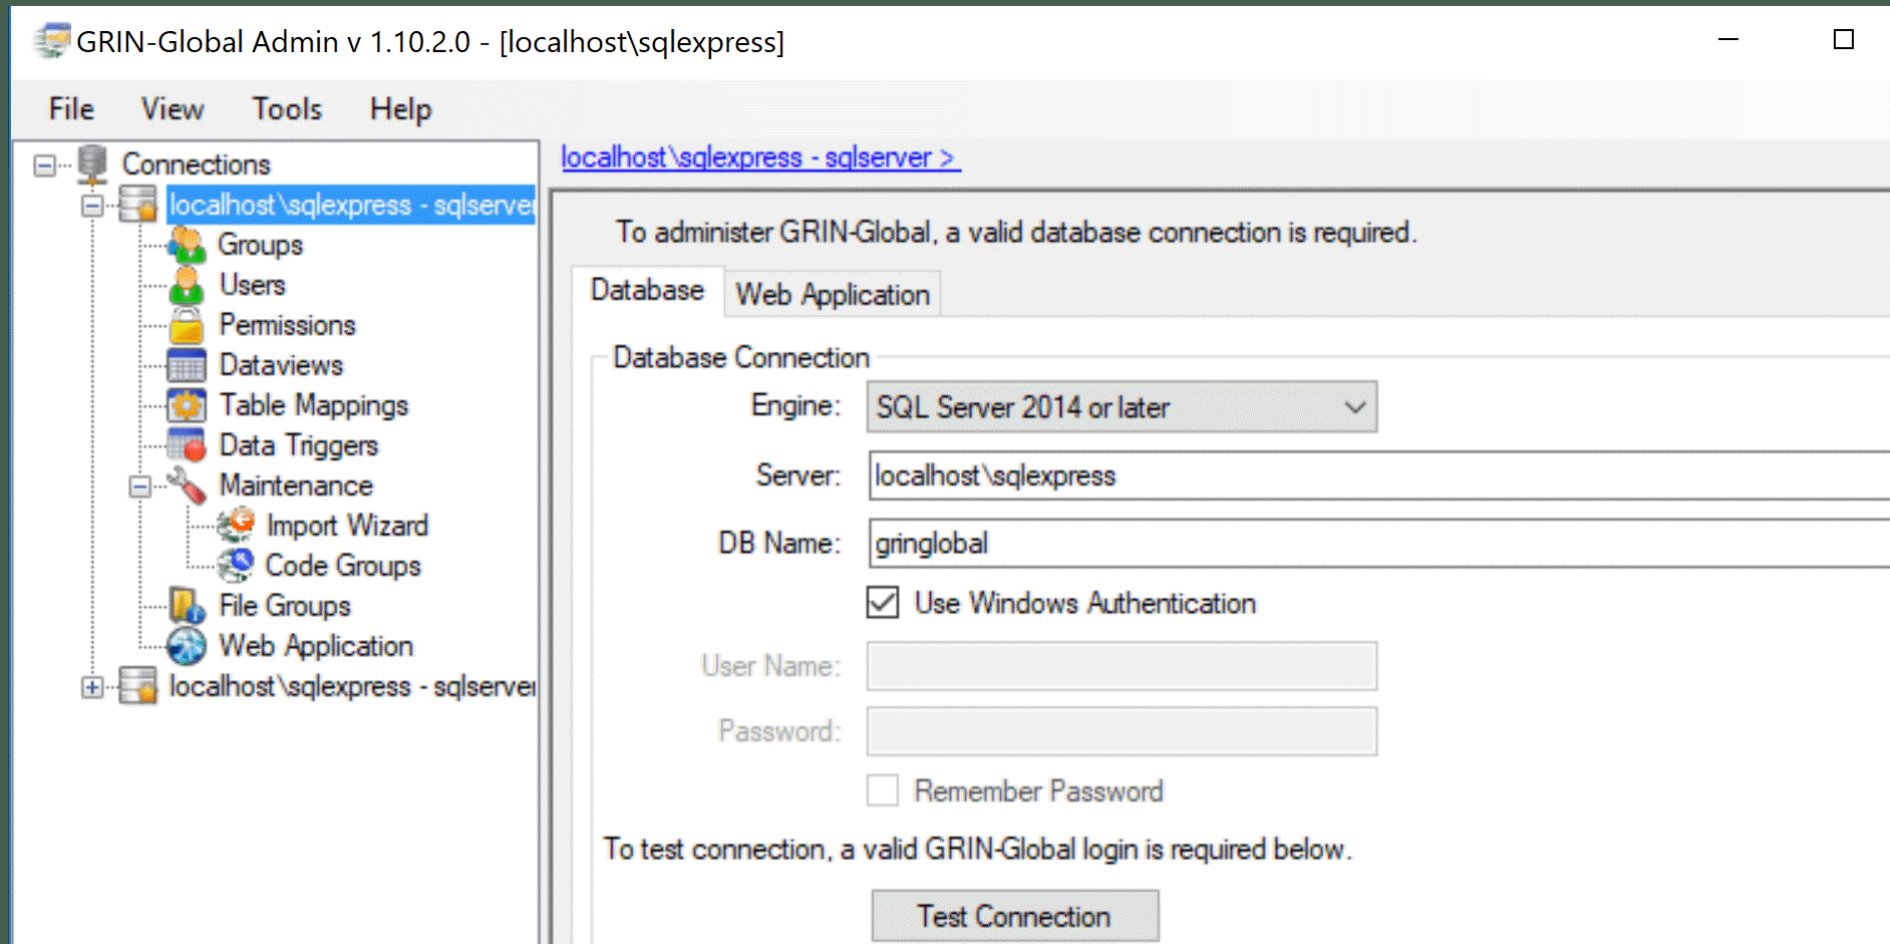 GRIN-Global Admin v 1.10.2.0 - [localhost\sqlexpress]
File View Tools Help
Connections
localhost\sqlexpress - sqlserver
Groups
Users
Permissions
Dataviews
Table Mappings
Data Triggers
Maintenance
Import Wizard
Code Groups
File Groups
Web Application
localhost\sqlexpress - sqlserver
localhost\sqlexpress - sqlserver >
To administer GRIN-Global, a valid database connection is required.
Database Web Application
Database Connection
Engine: SQL Server 2014 or later
Server: localhost\sqlexpress
DB Name: gringlobal
Use Windows Authentication
User Name:
Password:
Remember Password
To test connection, a valid GRIN-Global login is required below.
Test Connection